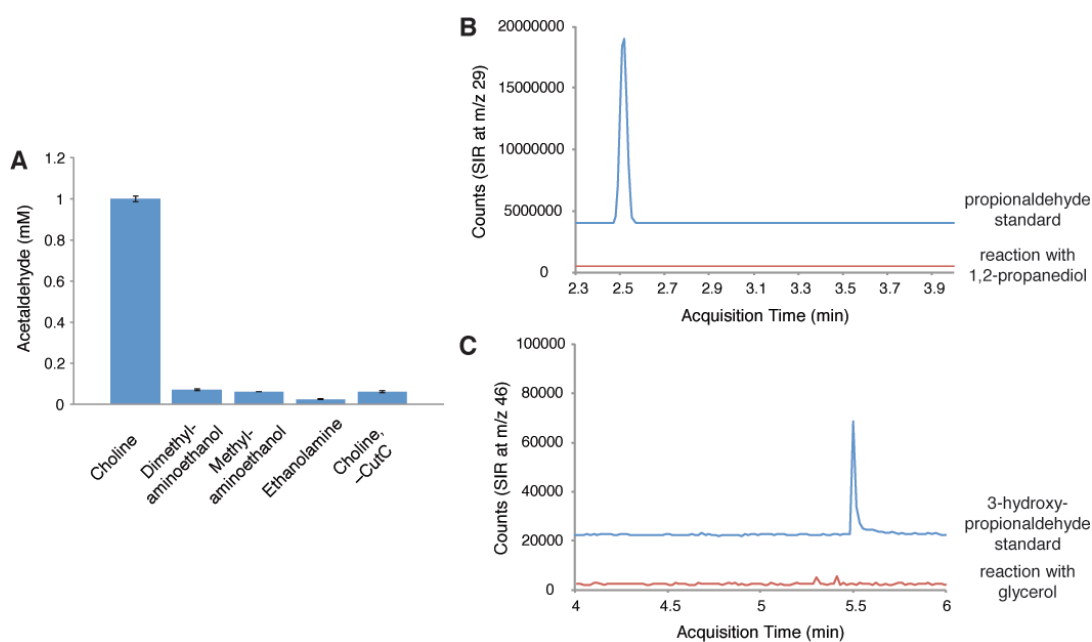 A
Acetaldehyde (mM)
1.2
1
0.8
0.6
0.4
0.2
0
Choline
Dimethyl-
aminoethanol
Methyl-
aminoethanol
Ethanolamine
Choline,
–CutC
B
Counts (SIR at m/z 29)
20000000
15000000
10000000
5000000
0
2.3 2.5 2.7 2.9 3.1 3.3 3.5 3.7 3.9
Acquisition Time (min)
propionaldehyde
standard
reaction with
1,2-propanediol
C
Counts (SIR at m/z 46)
100000
80000
60000
40000
20000
0
4 4.5 5 5.5 6
Acquisition Time (min)
3-hydroxy-
propionaldehyde
standard
reaction with
glycerol